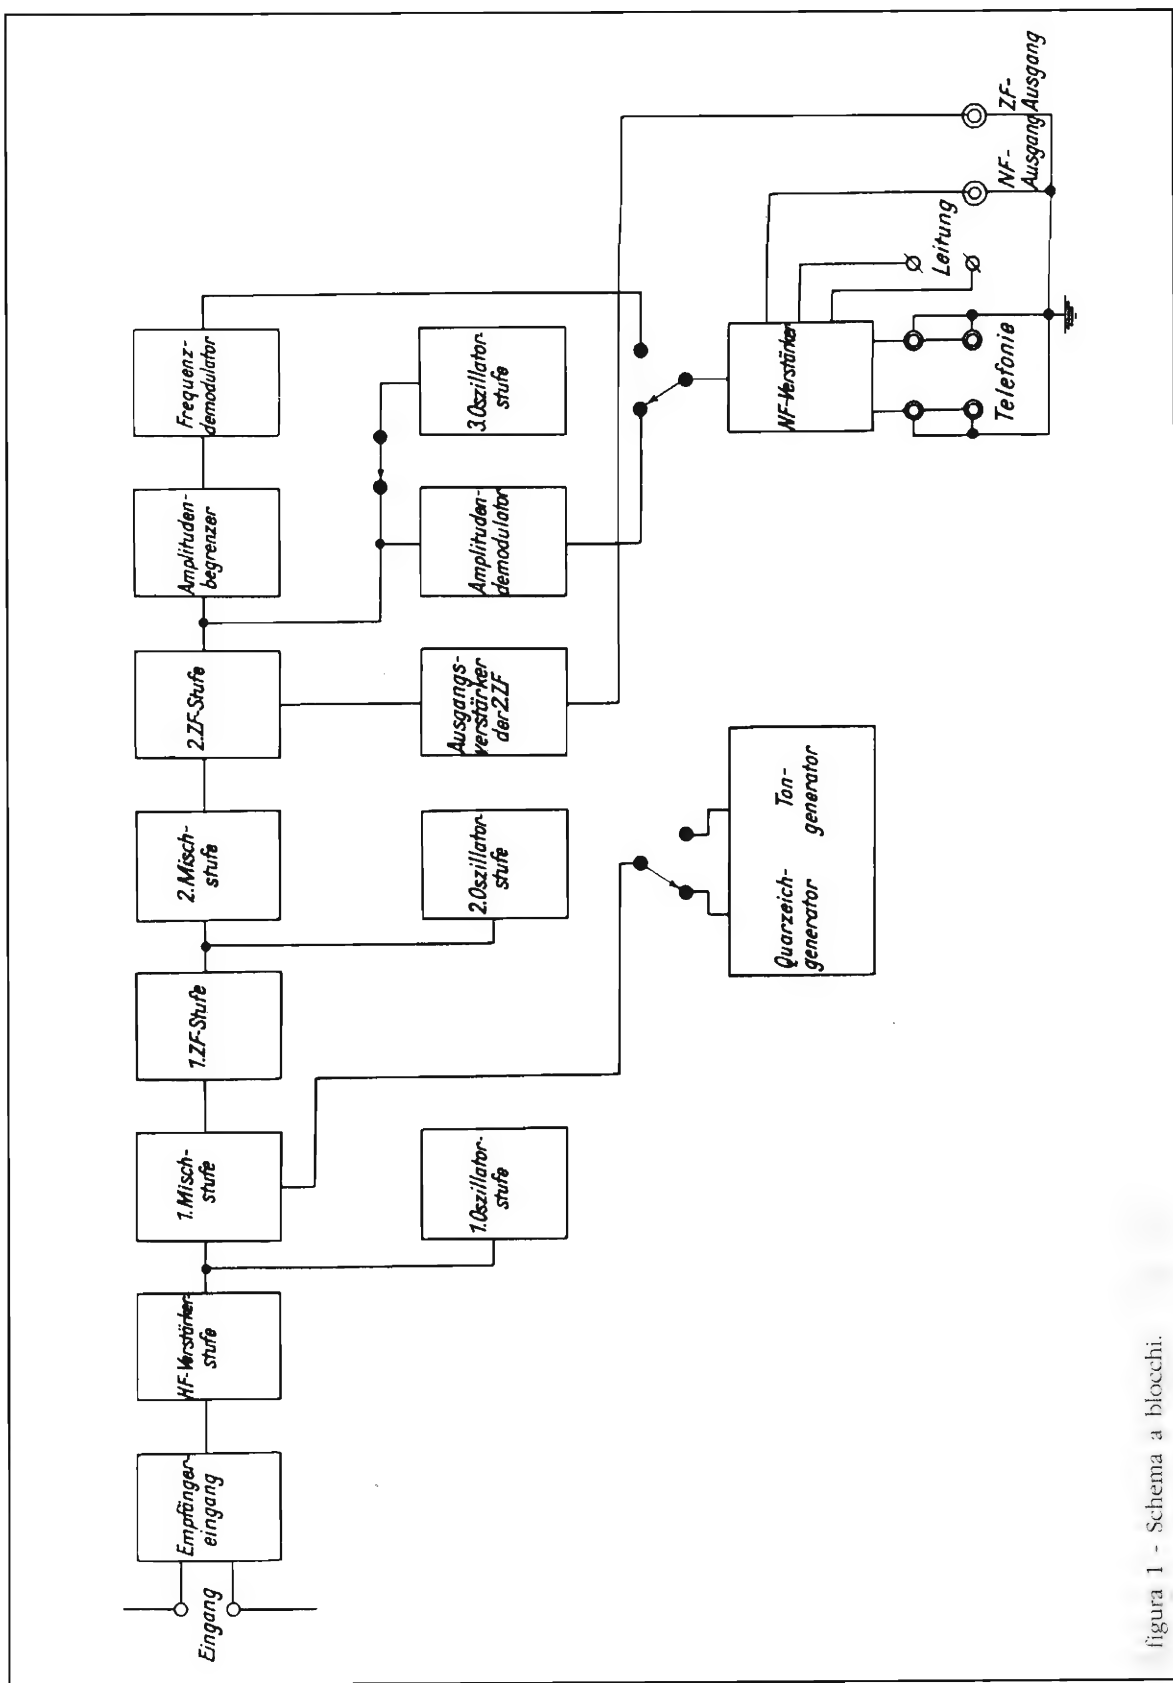 Eingang
Empfänger-
eingang
HF-Verstärker-
stufe
1.Misch-
stufe
1.ZF-Stufe
2.Misch-
stufe
2.ZF-Stufe
Amplituden-
begrenzer
Frequenz-
demodulator
1.Oszillator-
stufe
2.Oszillator-
stufe
Ausgangs-
verstärker
der 2.ZF
Amplituden-
demodulator
3.Oszillator-
stufe
Quarzeich-
generator
Ton-
generator
NF-Verstärker
Telefonie
Leitung
NF-
Ausgang
ZF-
Ausgang
figura 1 - Schema a blocchi.